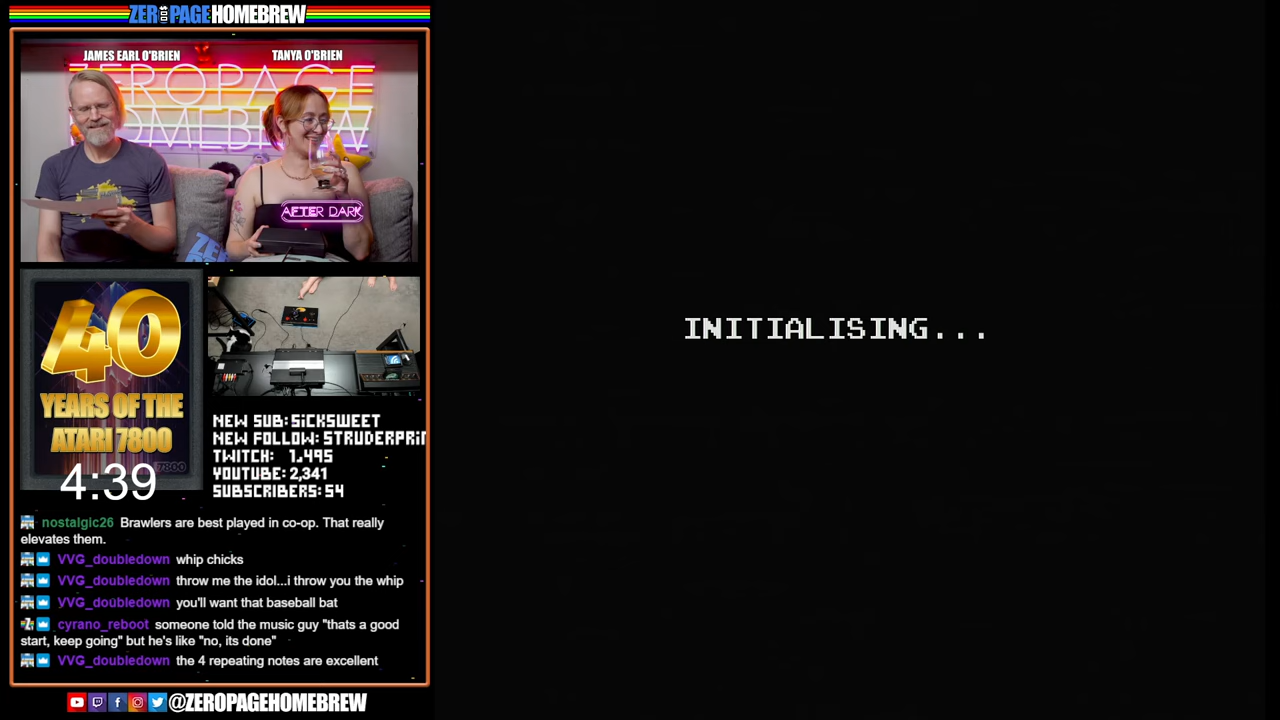 ZEROPAGE HOMEBREW
JAMES EARL O'BRIEN
TANYA O'BRIEN
ZEROPAGE
HOMEBREW
AFTER DARK
40
YEARS OF THE
ATARI 7800
7800
4:39
NEW SUB: SICKSWEET
NEW FOLLOW: STRUDERPRIN
TWITCH: 1,495
YOUTUBE: 2,341
SUBSCRIBERS: 54
nostalgic26 Brawlers are best played in co-op. That really
elevates them.
VVG_doubledown whip chicks
VVG_doubledown throw me the idol...i throw you the whip
VVG_doubledown you'll want that baseball bat
cyrano_reboot someone told the music guy "thats a good
start, keep going" but he's like "no, its done"
VVG_doubledown the 4 repeating notes are excellent
@ZEROPAGEHOMEBREW
INITIALISING...